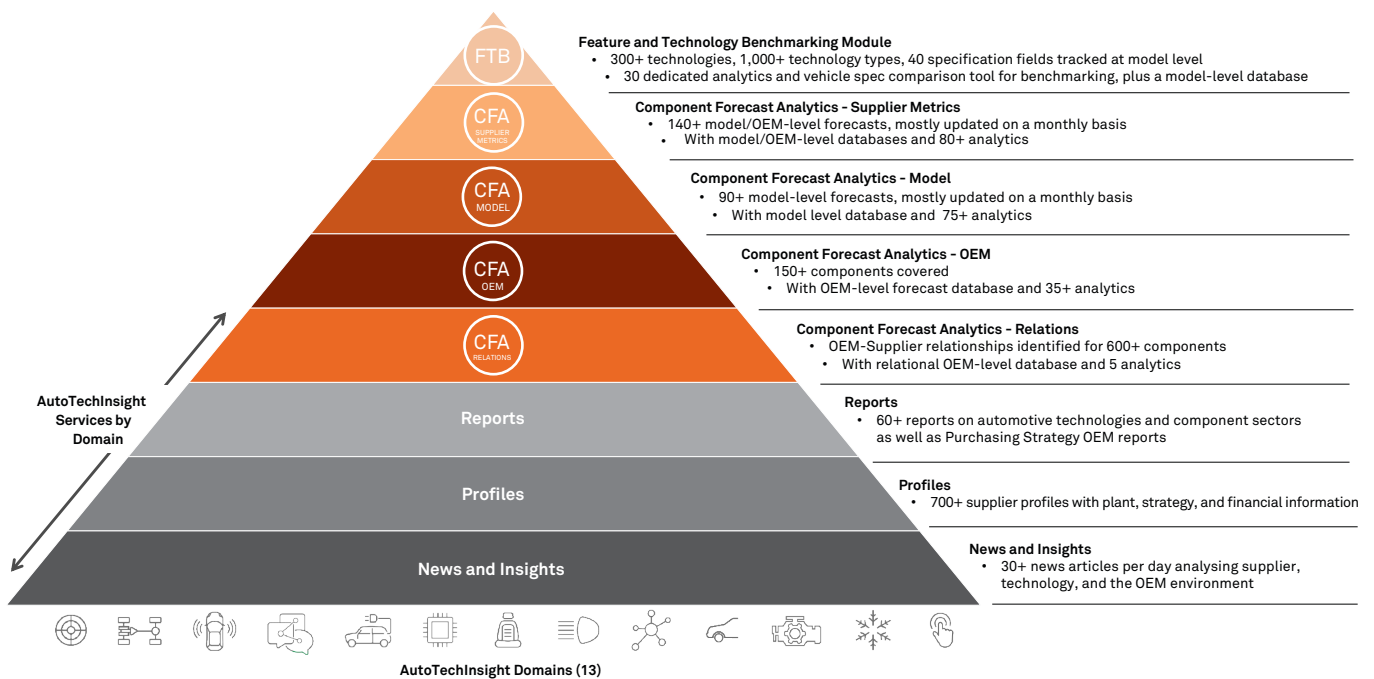 FTB
Feature and Technology Benchmarking Module
• 300+ technologies, 1,000+ technology types, 40 specification fields tracked at model level
• 30 dedicated analytics and vehicle spec comparison tool for benchmarking, plus a model-level database
CFA
SUPPLIER
METRICS
Component Forecast Analytics - Supplier Metrics
• 140+ model/OEM-level forecasts, mostly updated on a monthly basis
• With model/OEM-level databases and 80+ analytics
CFA
MODEL
Component Forecast Analytics - Model
• 90+ model-level forecasts, mostly updated on a monthly basis
• With model level database and 75+ analytics
CFA
OEM
Component Forecast Analytics - OEM
• 150+ components covered
• With OEM-level forecast database and 35+ analytics
CFA
RELATIONS
Component Forecast Analytics - Relations
• OEM-Supplier relationships identified for 600+ components
• With relational OEM-level database and 5 analytics
AutoTechInsight
Services by
Domain
Reports
Reports
• 60+ reports on automotive technologies and component sectors
as well as Purchasing Strategy OEM reports
Profiles
Profiles
• 700+ supplier profiles with plant, strategy, and financial information
News and Insights
News and Insights
• 30+ news articles per day analysing supplier,
technology, and the OEM environment
AutoTechInsight Domains (13)